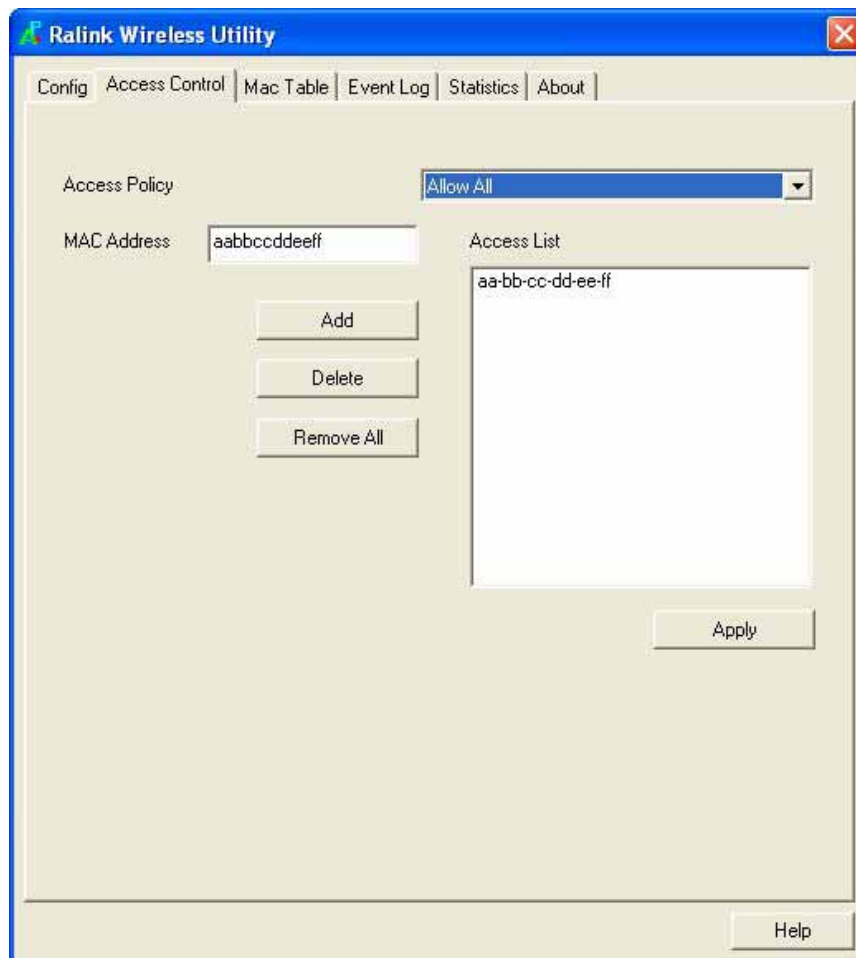 Ralink Wireless Utility
Config Access Control Mac Table Event Log Statistics About
Access Policy Allow All
MAC Address aabbccddeeff Access List
aa-bb-cc-dd-ee-ff
Add
Delete
Remove All
Apply
Help